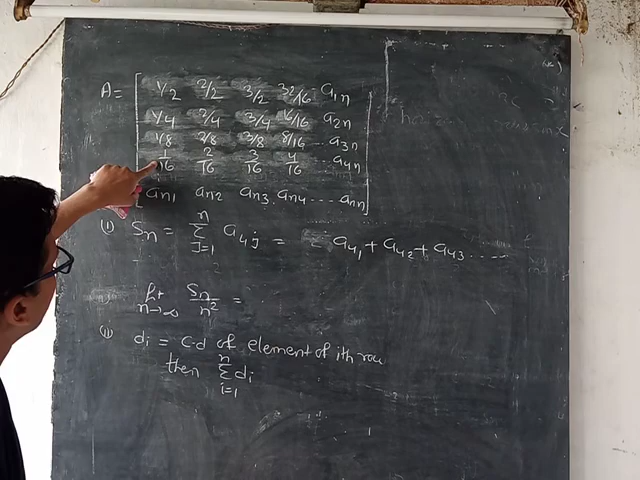 A = [ 1/2 2/2 3/2 32/16 a1n
1/4 2/4 3/4 16/16 a2n
1/8 2/8 3/8 8/16 ... a3n
1/16 2/16 3/16 4/16 ... a4n
an1 an2 an3. an4 ... ann ]
(i) Sn = n∑J=1 a4j = a41 + a42 + a43 .....
ltn→∞ Sn/n² =
(ii) di = c.d of element of ith row
then n∑i=1 di